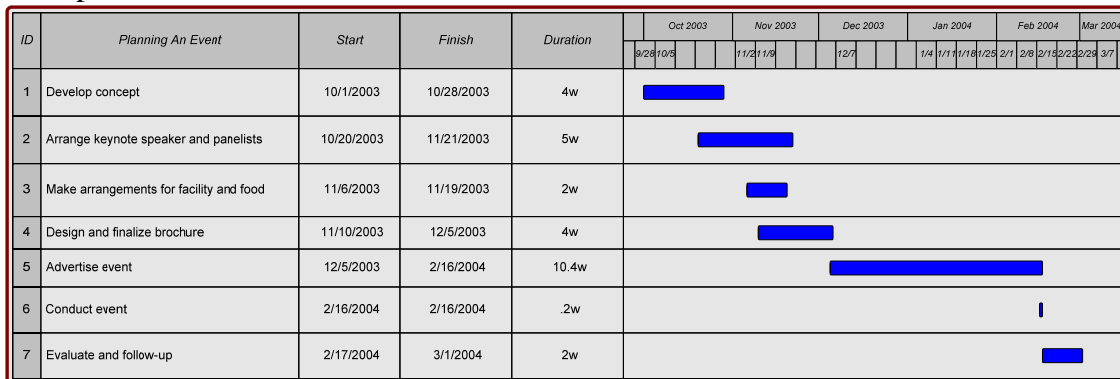 ID Planning An Event Start Finish Duration Oct 2003 Nov 2003 Dec 2003 Jan 2004 Feb 2004 Mar 2004
9/28 10/5 11/2 11/9 12/7 1/4 1/11 1/18 1/25 2/1 2/8 2/15 2/22 2/29 3/7
1 Develop concept 10/1/2003 10/28/2003 4w
2 Arrange keynote speaker and panelists 10/20/2003 11/21/2003 5w
3 Make arrangements for facility and food 11/6/2003 11/19/2003 2w
4 Design and finalize brochure 11/10/2003 12/5/2003 4w
5 Advertise event 12/5/2003 2/16/2004 10.4w
6 Conduct event 2/16/2004 2/16/2004 .2w
7 Evaluate and follow-up 2/17/2004 3/1/2004 2w